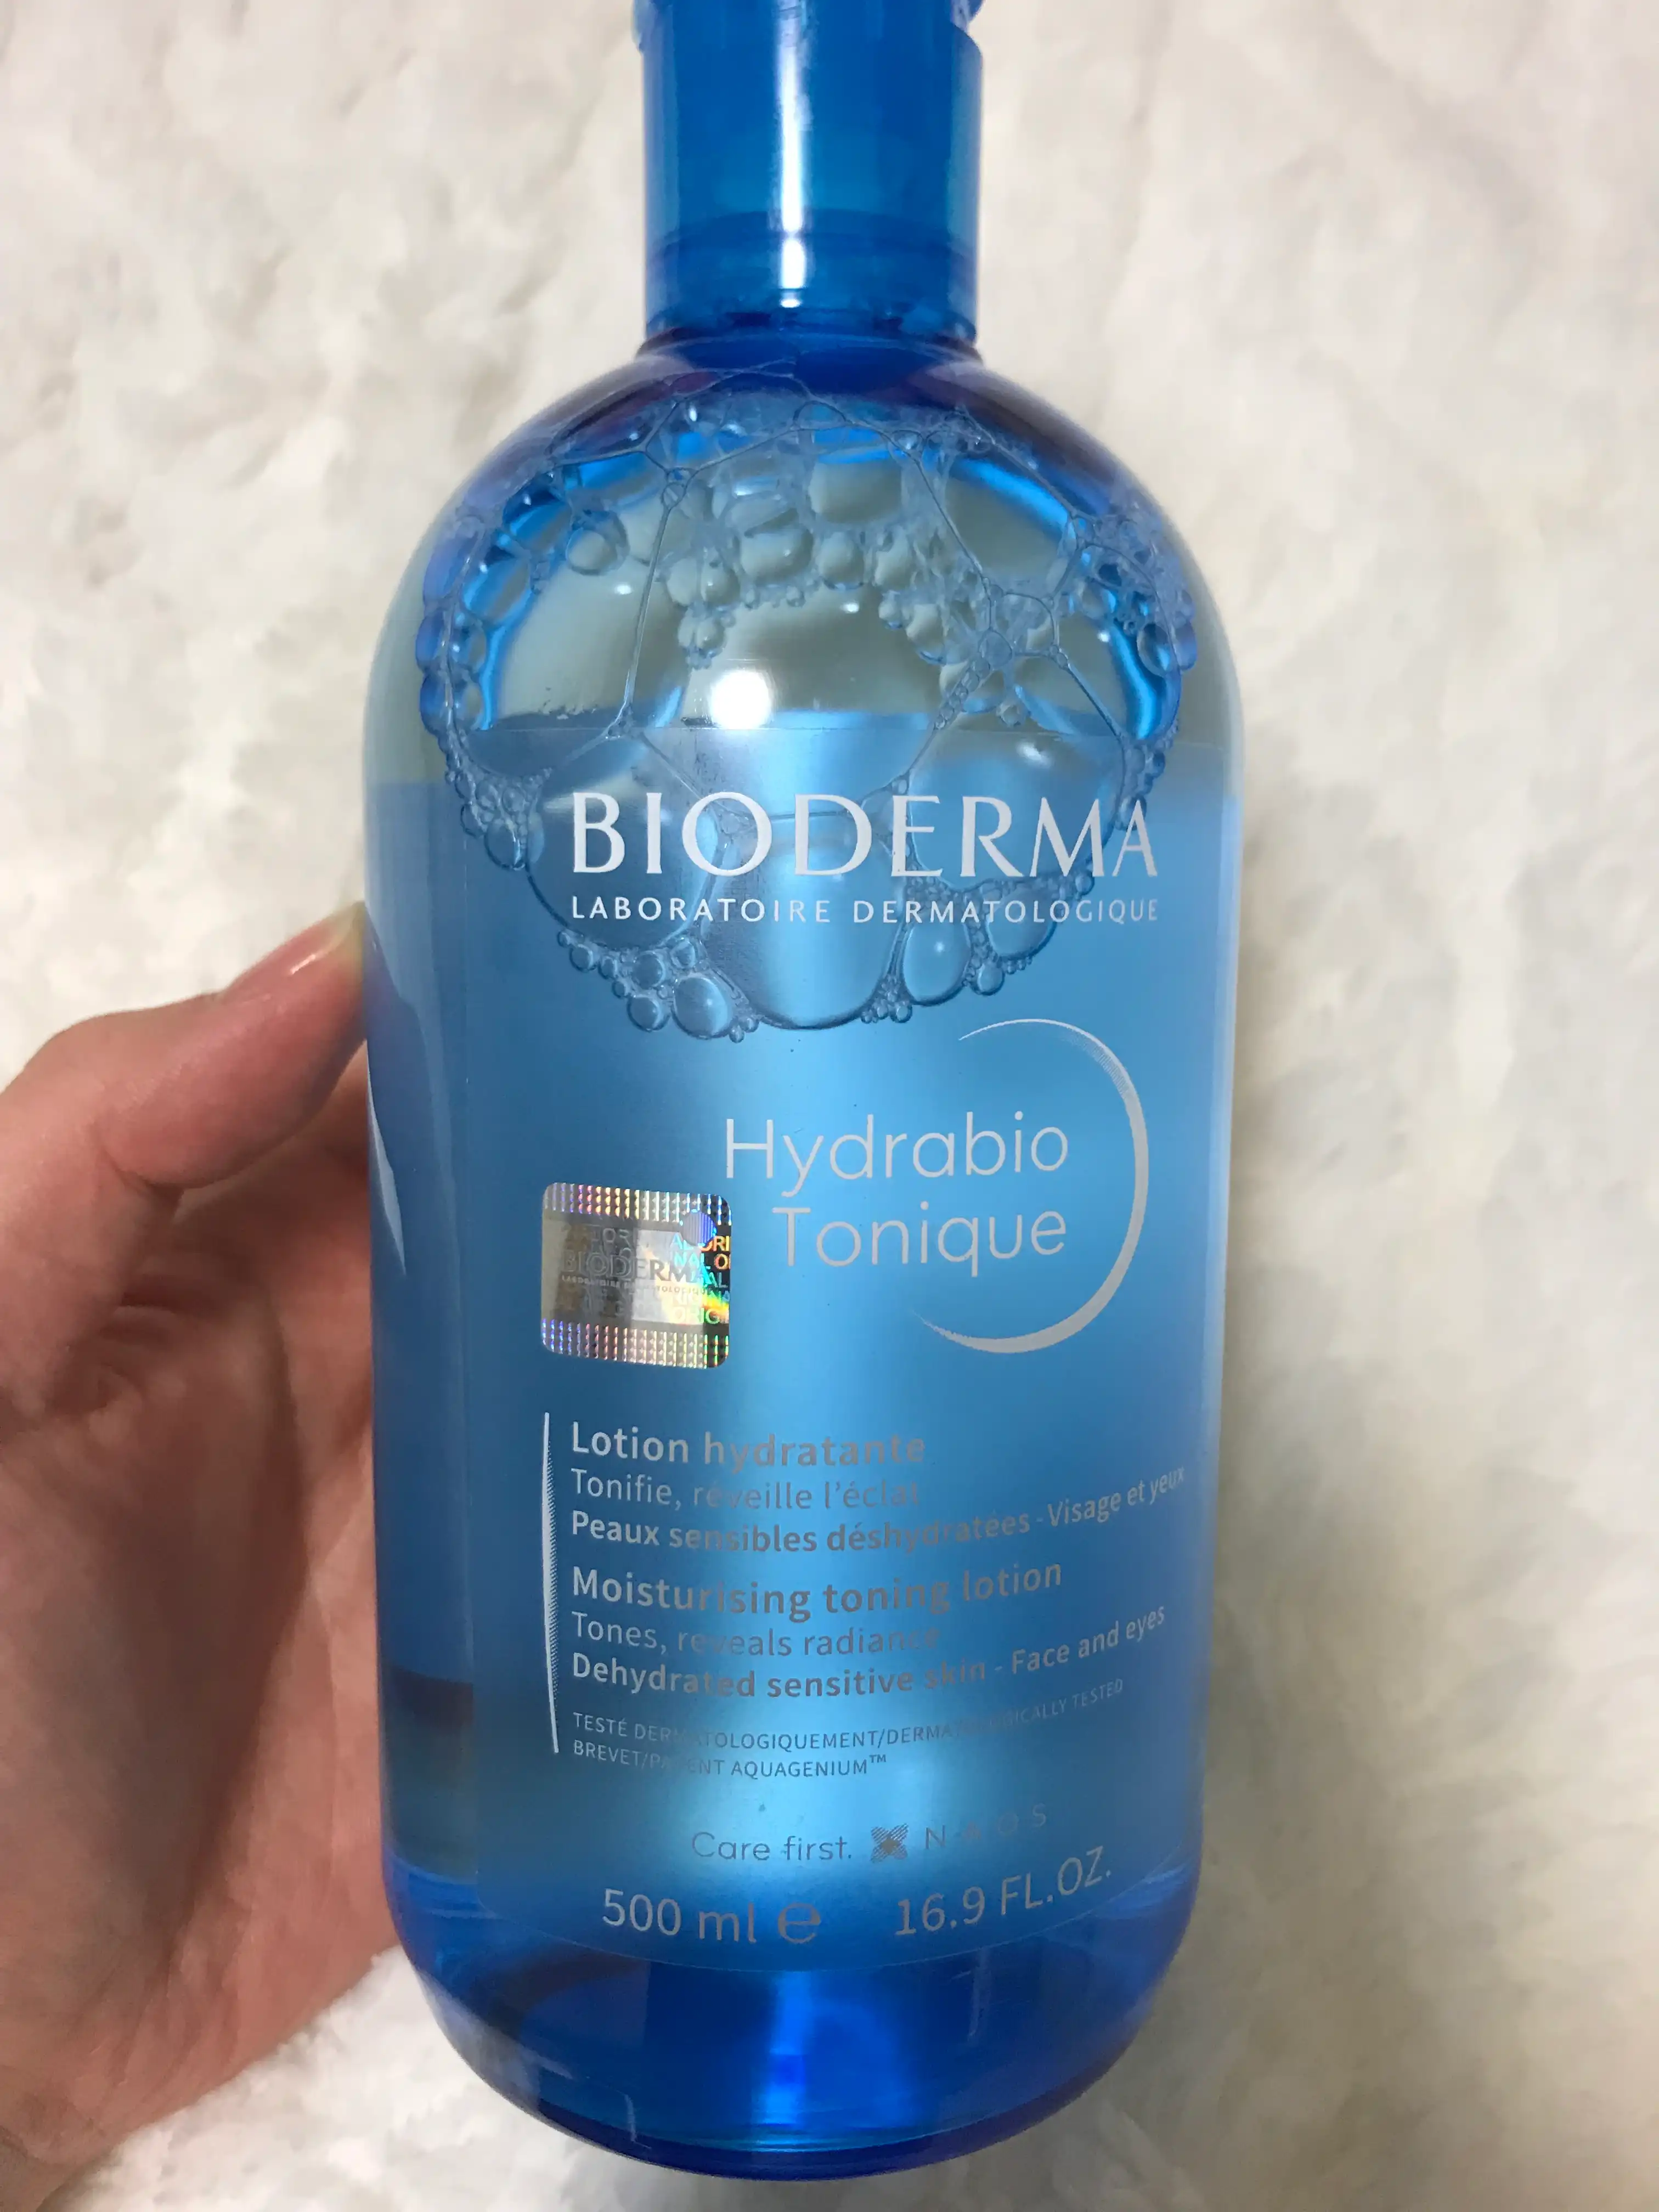 BIODERMA
LABORATOIRE DERMATOLOGIQUE
Hydrabio
Tonique
BIODERMA
Lotion hydratante
Tonifie, réveille l'éclat
Peaux sensibles déshydratées - Visage et yeux
Moisturising toning lotion
Tones, reveals radiance
Dehydrated sensitive skin - Face and eyes
TESTÉ DERMATOLOGIQUEMENT/DERMATOLOGICALLY TESTED
BREVET/PATENT AQUAGENIUM™
Care first. NAOS
500 ml e 16.9 FL.OZ.